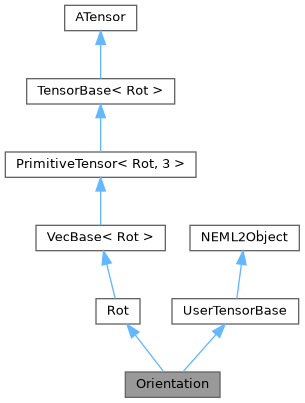 ATensor
TensorBase< Rot >
PrimitiveTensor< Rot, 3 >
VecBase< Rot >
NEML2Object
Rot
UserTensorBase
Orientation